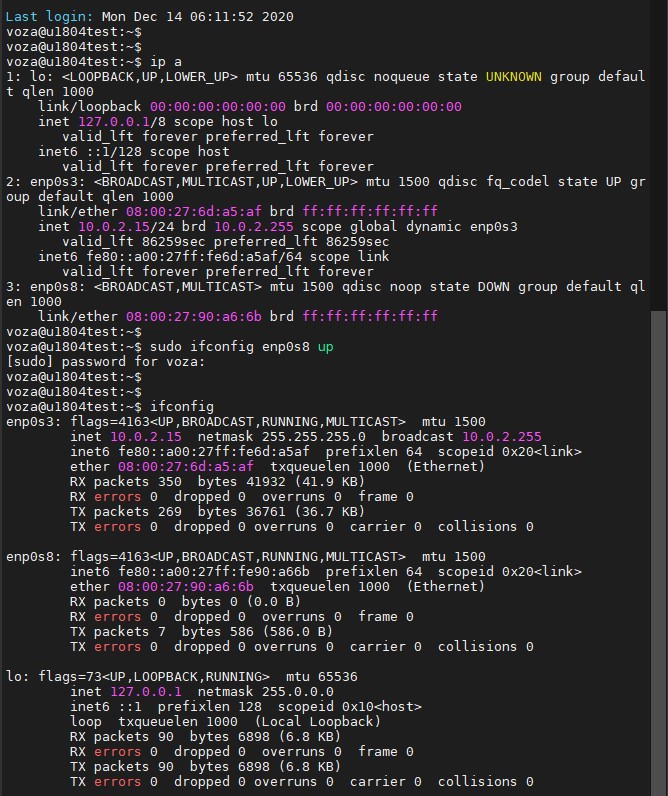 Last login: Mon Dec 14 06:11:52 2020
voza@u1804test:~$
voza@u1804test:~$
voza@u1804test:~$ ip a
1: lo: <LOOPBACK,UP,LOWER_UP> mtu 65536 qdisc noqueue state UNKNOWN group defaul
t qlen 1000
    link/loopback 00:00:00:00:00:00 brd 00:00:00:00:00:00
    inet 127.0.0.1/8 scope host lo
       valid_lft forever preferred_lft forever
    inet6 ::1/128 scope host
       valid_lft forever preferred_lft forever
2: enp0s3: <BROADCAST,MULTICAST,UP,LOWER_UP> mtu 1500 qdisc fq_codel state UP gr
oup default qlen 1000
    link/ether 08:00:27:6d:a5:af brd ff:ff:ff:ff:ff:ff
    inet 10.0.2.15/24 brd 10.0.2.255 scope global dynamic enp0s3
       valid_lft 86259sec preferred_lft 86259sec
    inet6 fe80::a00:27ff:fe6d:a5af/64 scope link
       valid_lft forever preferred_lft forever
3: enp0s8: <BROADCAST,MULTICAST> mtu 1500 qdisc noop state DOWN group default ql
en 1000
    link/ether 08:00:27:90:a6:6b brd ff:ff:ff:ff:ff:ff
voza@u1804test:~$
voza@u1804test:~$ sudo ifconfig enp0s8 up
[sudo] password for voza:
voza@u1804test:~$
voza@u1804test:~$
voza@u1804test:~$ ifconfig
enp0s3: flags=4163<UP,BROADCAST,RUNNING,MULTICAST>  mtu 1500
        inet 10.0.2.15  netmask 255.255.255.0  broadcast 10.0.2.255
        inet6 fe80::a00:27ff:fe6d:a5af  prefixlen 64  scopeid 0x20<link>
        ether 08:00:27:6d:a5:af  txqueuelen 1000  (Ethernet)
        RX packets 350  bytes 41932 (41.9 KB)
        RX errors 0  dropped 0  overruns 0  frame 0
        TX packets 269  bytes 36761 (36.7 KB)
        TX errors 0  dropped 0 overruns 0  carrier 0  collisions 0

enp0s8: flags=4163<UP,BROADCAST,RUNNING,MULTICAST>  mtu 1500
        inet6 fe80::a00:27ff:fe90:a66b  prefixlen 64  scopeid 0x20<link>
        ether 08:00:27:90:a6:6b  txqueuelen 1000  (Ethernet)
        RX packets 0  bytes 0 (0.0 B)
        RX errors 0  dropped 0  overruns 0  frame 0
        TX packets 7  bytes 586 (586.0 B)
        TX errors 0  dropped 0 overruns 0  carrier 0  collisions 0

lo: flags=73<UP,LOOPBACK,RUNNING>  mtu 65536
        inet 127.0.0.1  netmask 255.0.0.0
        inet6 ::1  prefixlen 128  scopeid 0x10<host>
        loop  txqueuelen 1000  (Local Loopback)
        RX packets 90  bytes 6898 (6.8 KB)
        RX errors 0  dropped 0  overruns 0  frame 0
        TX packets 90  bytes 6898 (6.8 KB)
        TX errors 0  dropped 0 overruns 0  carrier 0  collisions 0